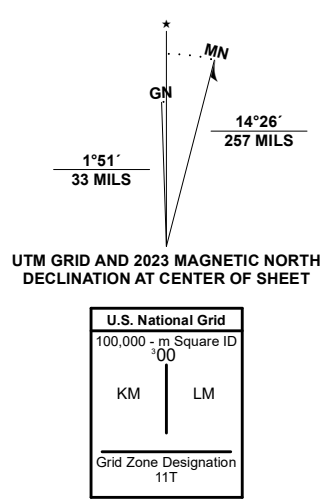 ★
MN
GN
1°51´
33 MILS
14°26´
257 MILS
UTM GRID AND 2023 MAGNETIC NORTH
DECLINATION AT CENTER OF SHEET
U.S. National Grid
100,000 - m Square ID
³00
KM LM
Grid Zone Designation
11T